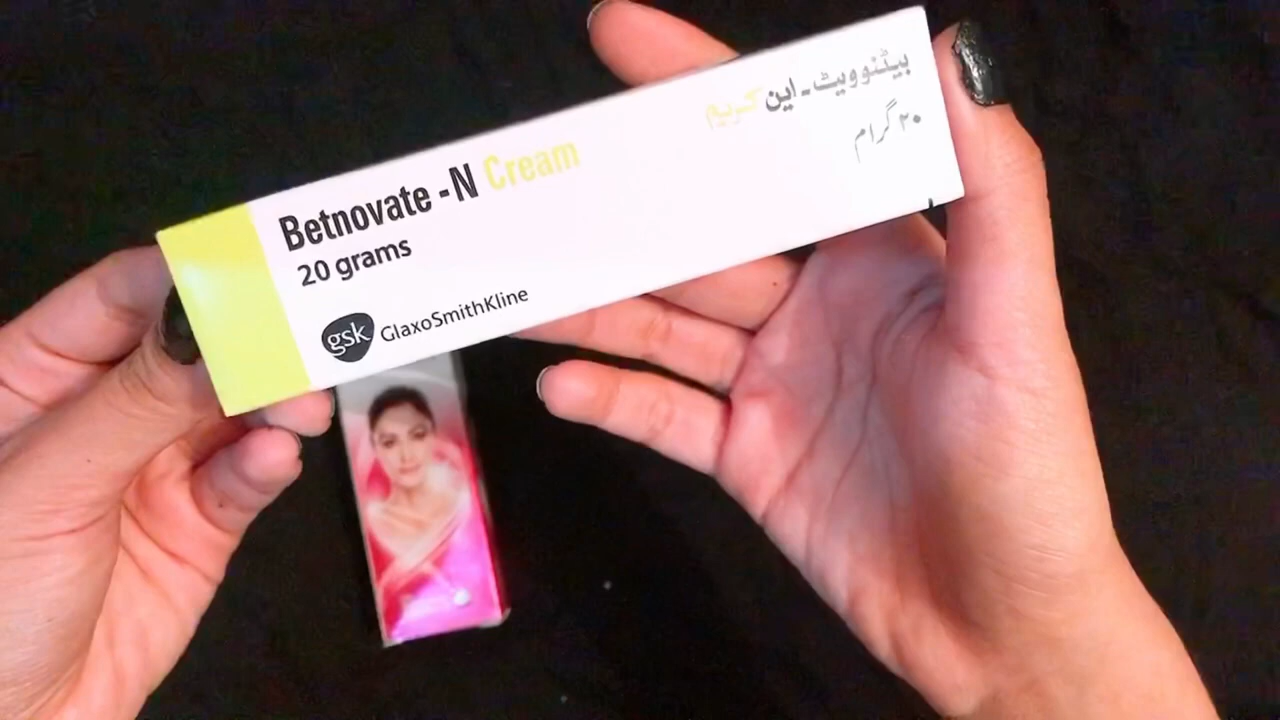 Betnovate -N Cream
20 grams
gsk GlaxoSmithKline
بیٹنوویٹ-این کریم
۲۰ گرام